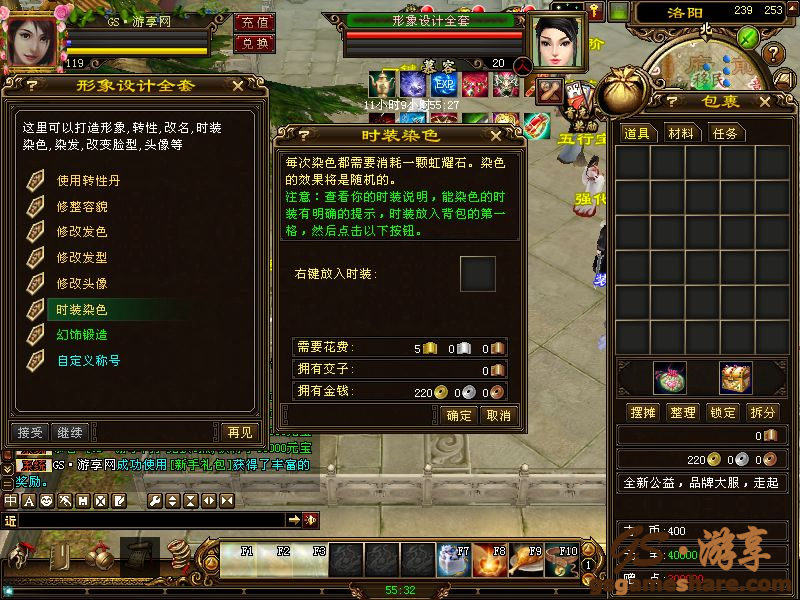 GS·游享网
119
充值
兑换
形象设计全套
慕容
20
11小时9小时55:27
洛阳
239 253
北
形象设计全套
这里可以打造形象,转性,改名,时装
染色,染发,改变脸型,头像等
使用转性丹
修整容貌
修改发色
修改发型
修改头像
时装染色
幻饰锻造
自定义称号
接受
继续
再见
时装染色
每次染色都需要消耗一颗虹耀石。染色
的效果将是随机的。
注意:查看你的时装说明,能染色的时
装有明确的提示,时装放入背包的第一
格,然后点击以下按钮。
右键放入时装:
需要花费: 5 0 0
拥有交子: 0
拥有金钱: 220 0 0
确定
取消
五行宝
强化
包裹
道具
材料
任务
摆摊
整理
锁定
拆分
0
220 0 0
全新公益,品牌大服,走起
400
40000
GS·游享
gsgameshare.com
GS·游享网成功使用[新手礼包]获得了丰富的
奖励。
中
近
F1 F2 F3 F7 F8 F9 F10
1
55:32